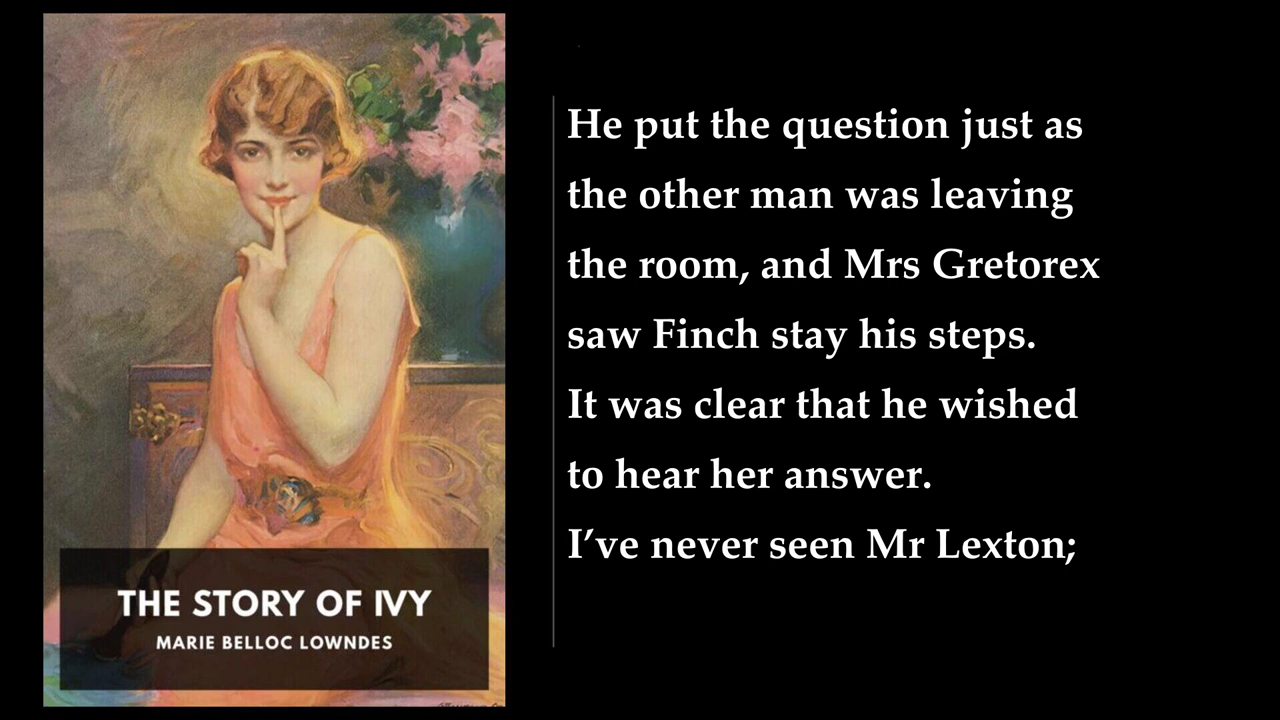 THE STORY OF IVY
MARIE BELLOC LOWNDES
He put the question just as
the other man was leaving
the room, and Mrs Gretorex
saw Finch stay his steps.
It was clear that he wished
to hear her answer.
I’ve never seen Mr Lexton;